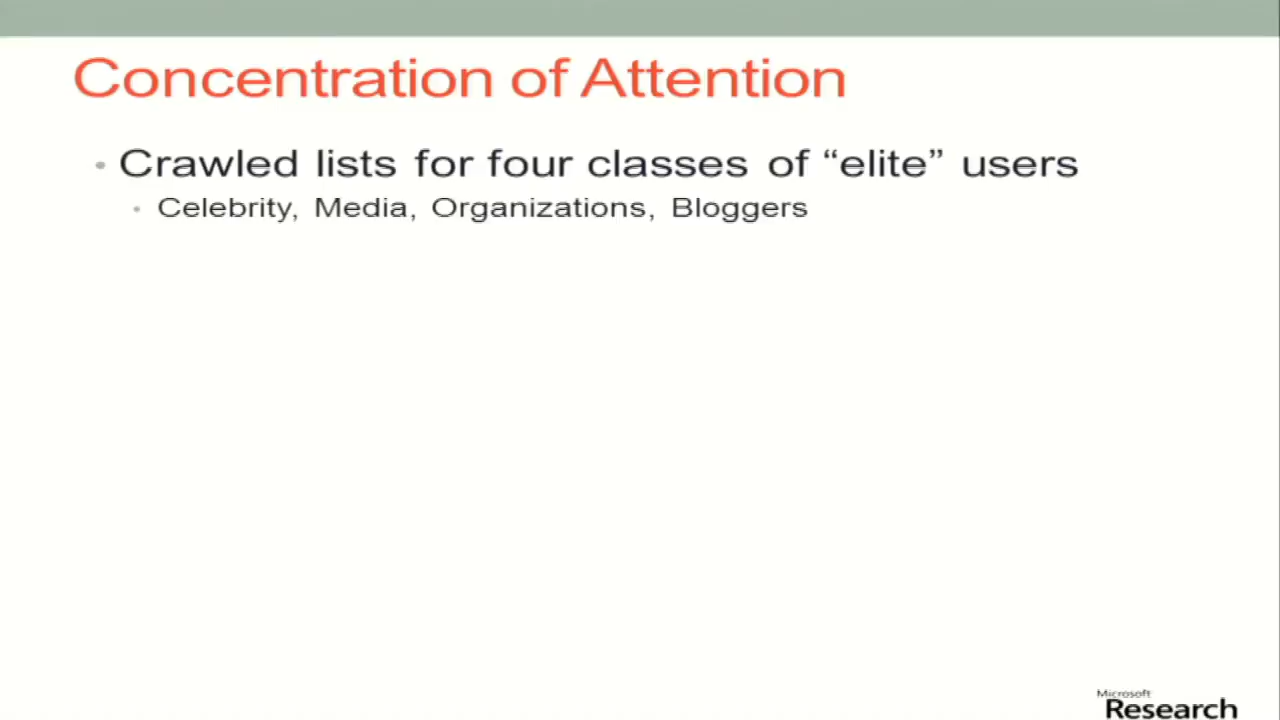 Concentration of Attention
• Crawled lists for four classes of “elite” users
• Celebrity, Media, Organizations, Bloggers
Microsoft
Research